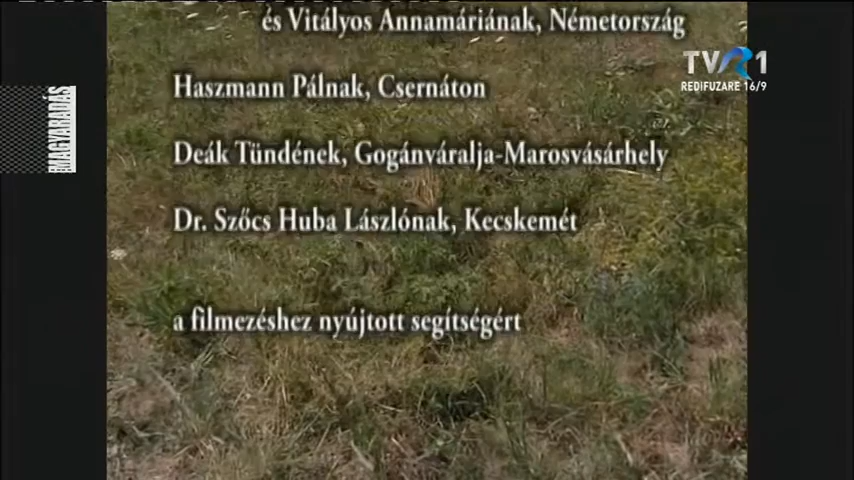 és Vitályos Annamáriának, Németország
TVR1
REDIFUZARE 16/9
MAGYARADÁS
Haszmann Pálnak, Csernáton
Deák Tündének, Gogánváralja-Marosvásárhely
Dr. Szőcs Huba Lászlónak, Kecskemét
a filmezéshez nyújtott segítségért